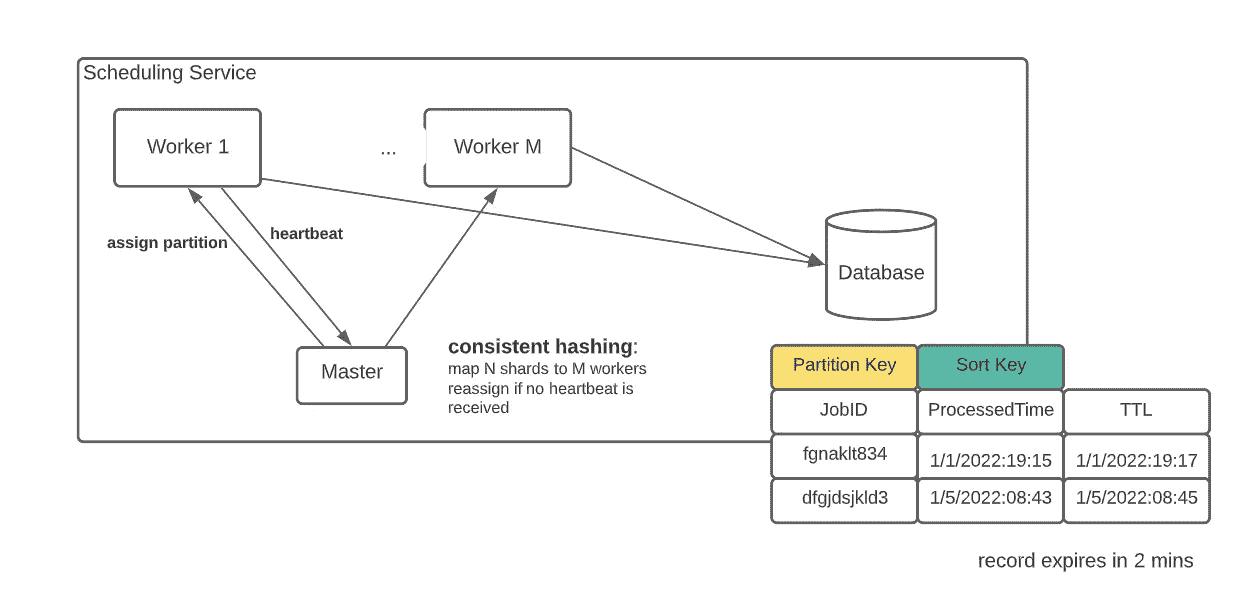 Scheduling Service
Worker 1
...
Worker M
assign partition
heartbeat
Database
Master
consistent hashing:
map N shards to M workers
reassign if no heartbeat is
received
Partition Key Sort Key
JobID ProcessedTime TTL
fgnaklt834 1/1/2022:19:15 1/1/2022:19:17
dfgjdsjkld3 1/5/2022:08:43 1/5/2022:08:45
record expires in 2 mins